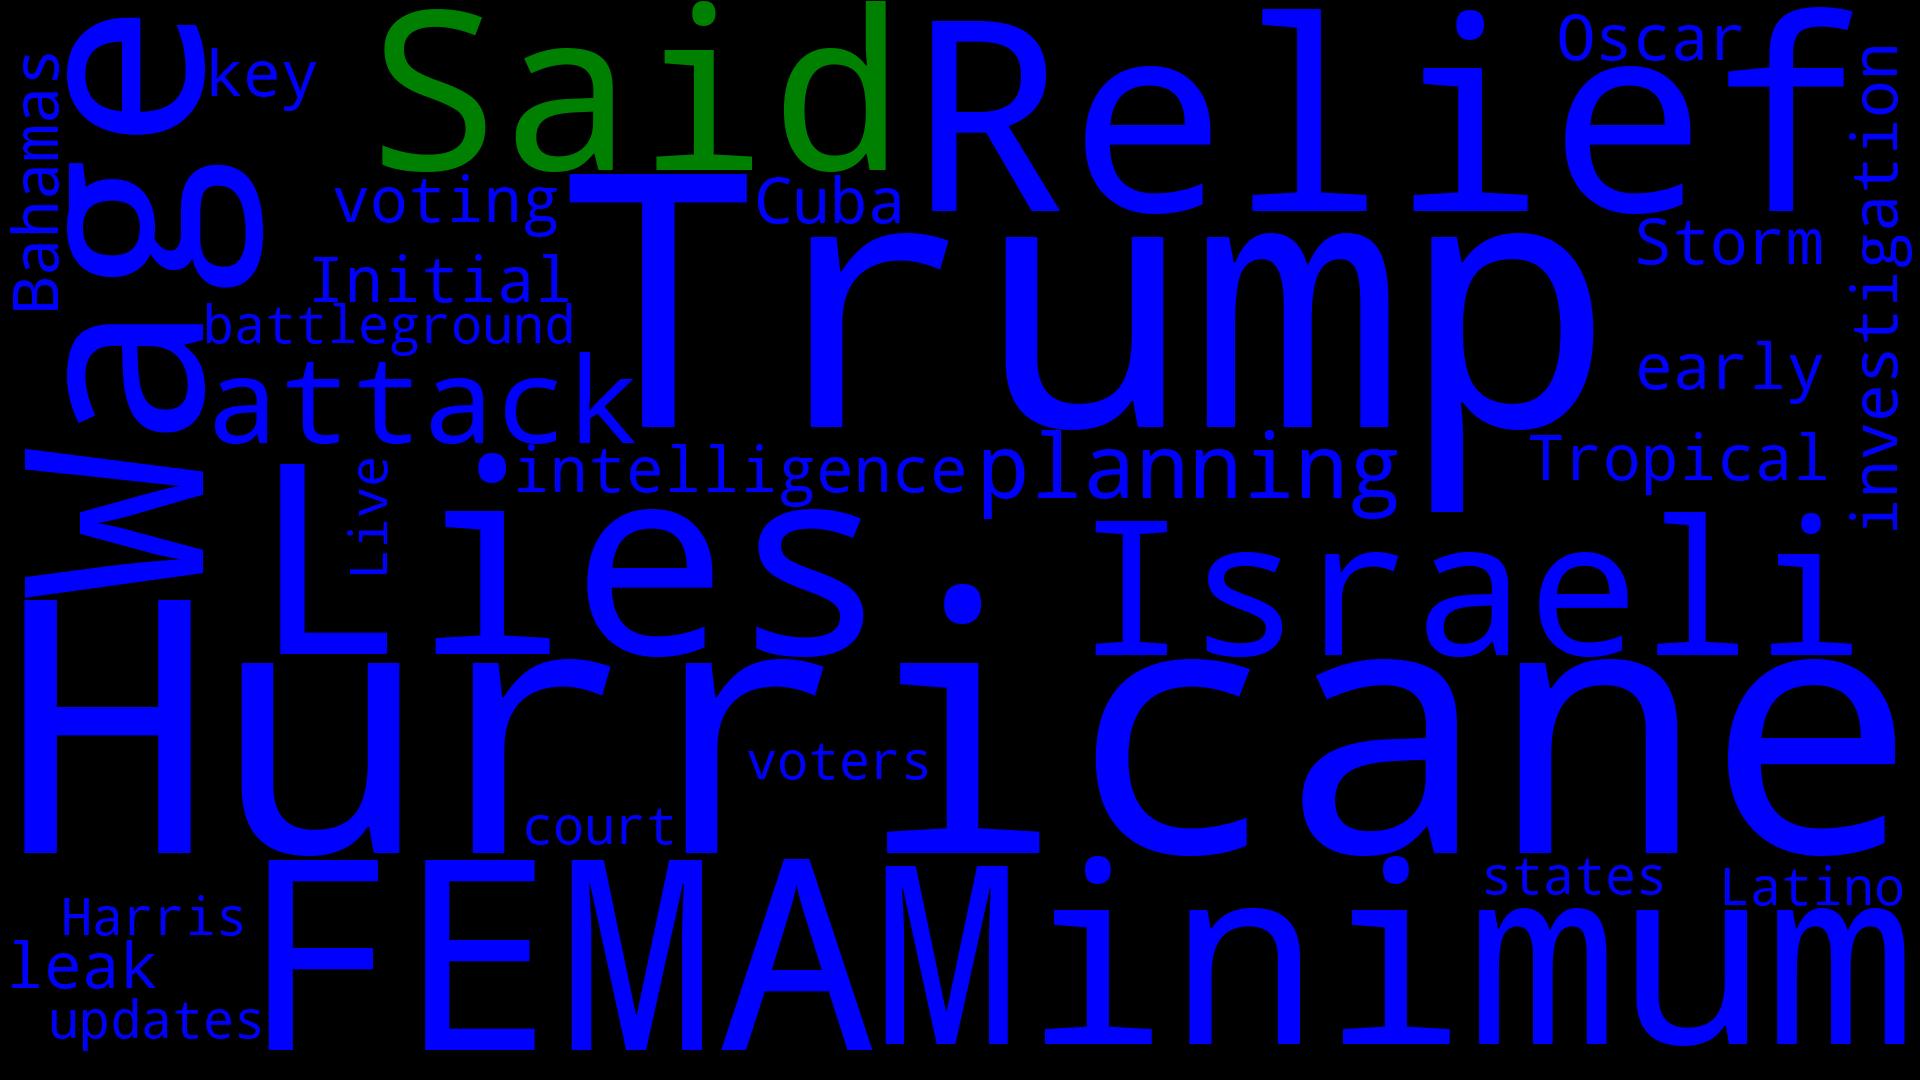 Bahamas
Wage
key
Said
Relief
Oscar
investigation
voting
Trump
Cuba
Storm
Initial
battleground
attack
early
intelligence
planning
Tropical
Live
Lies.
Israeli
Hurricane
voters
court
Harris
leak
updates
FEMA
Minimum
states
Latino